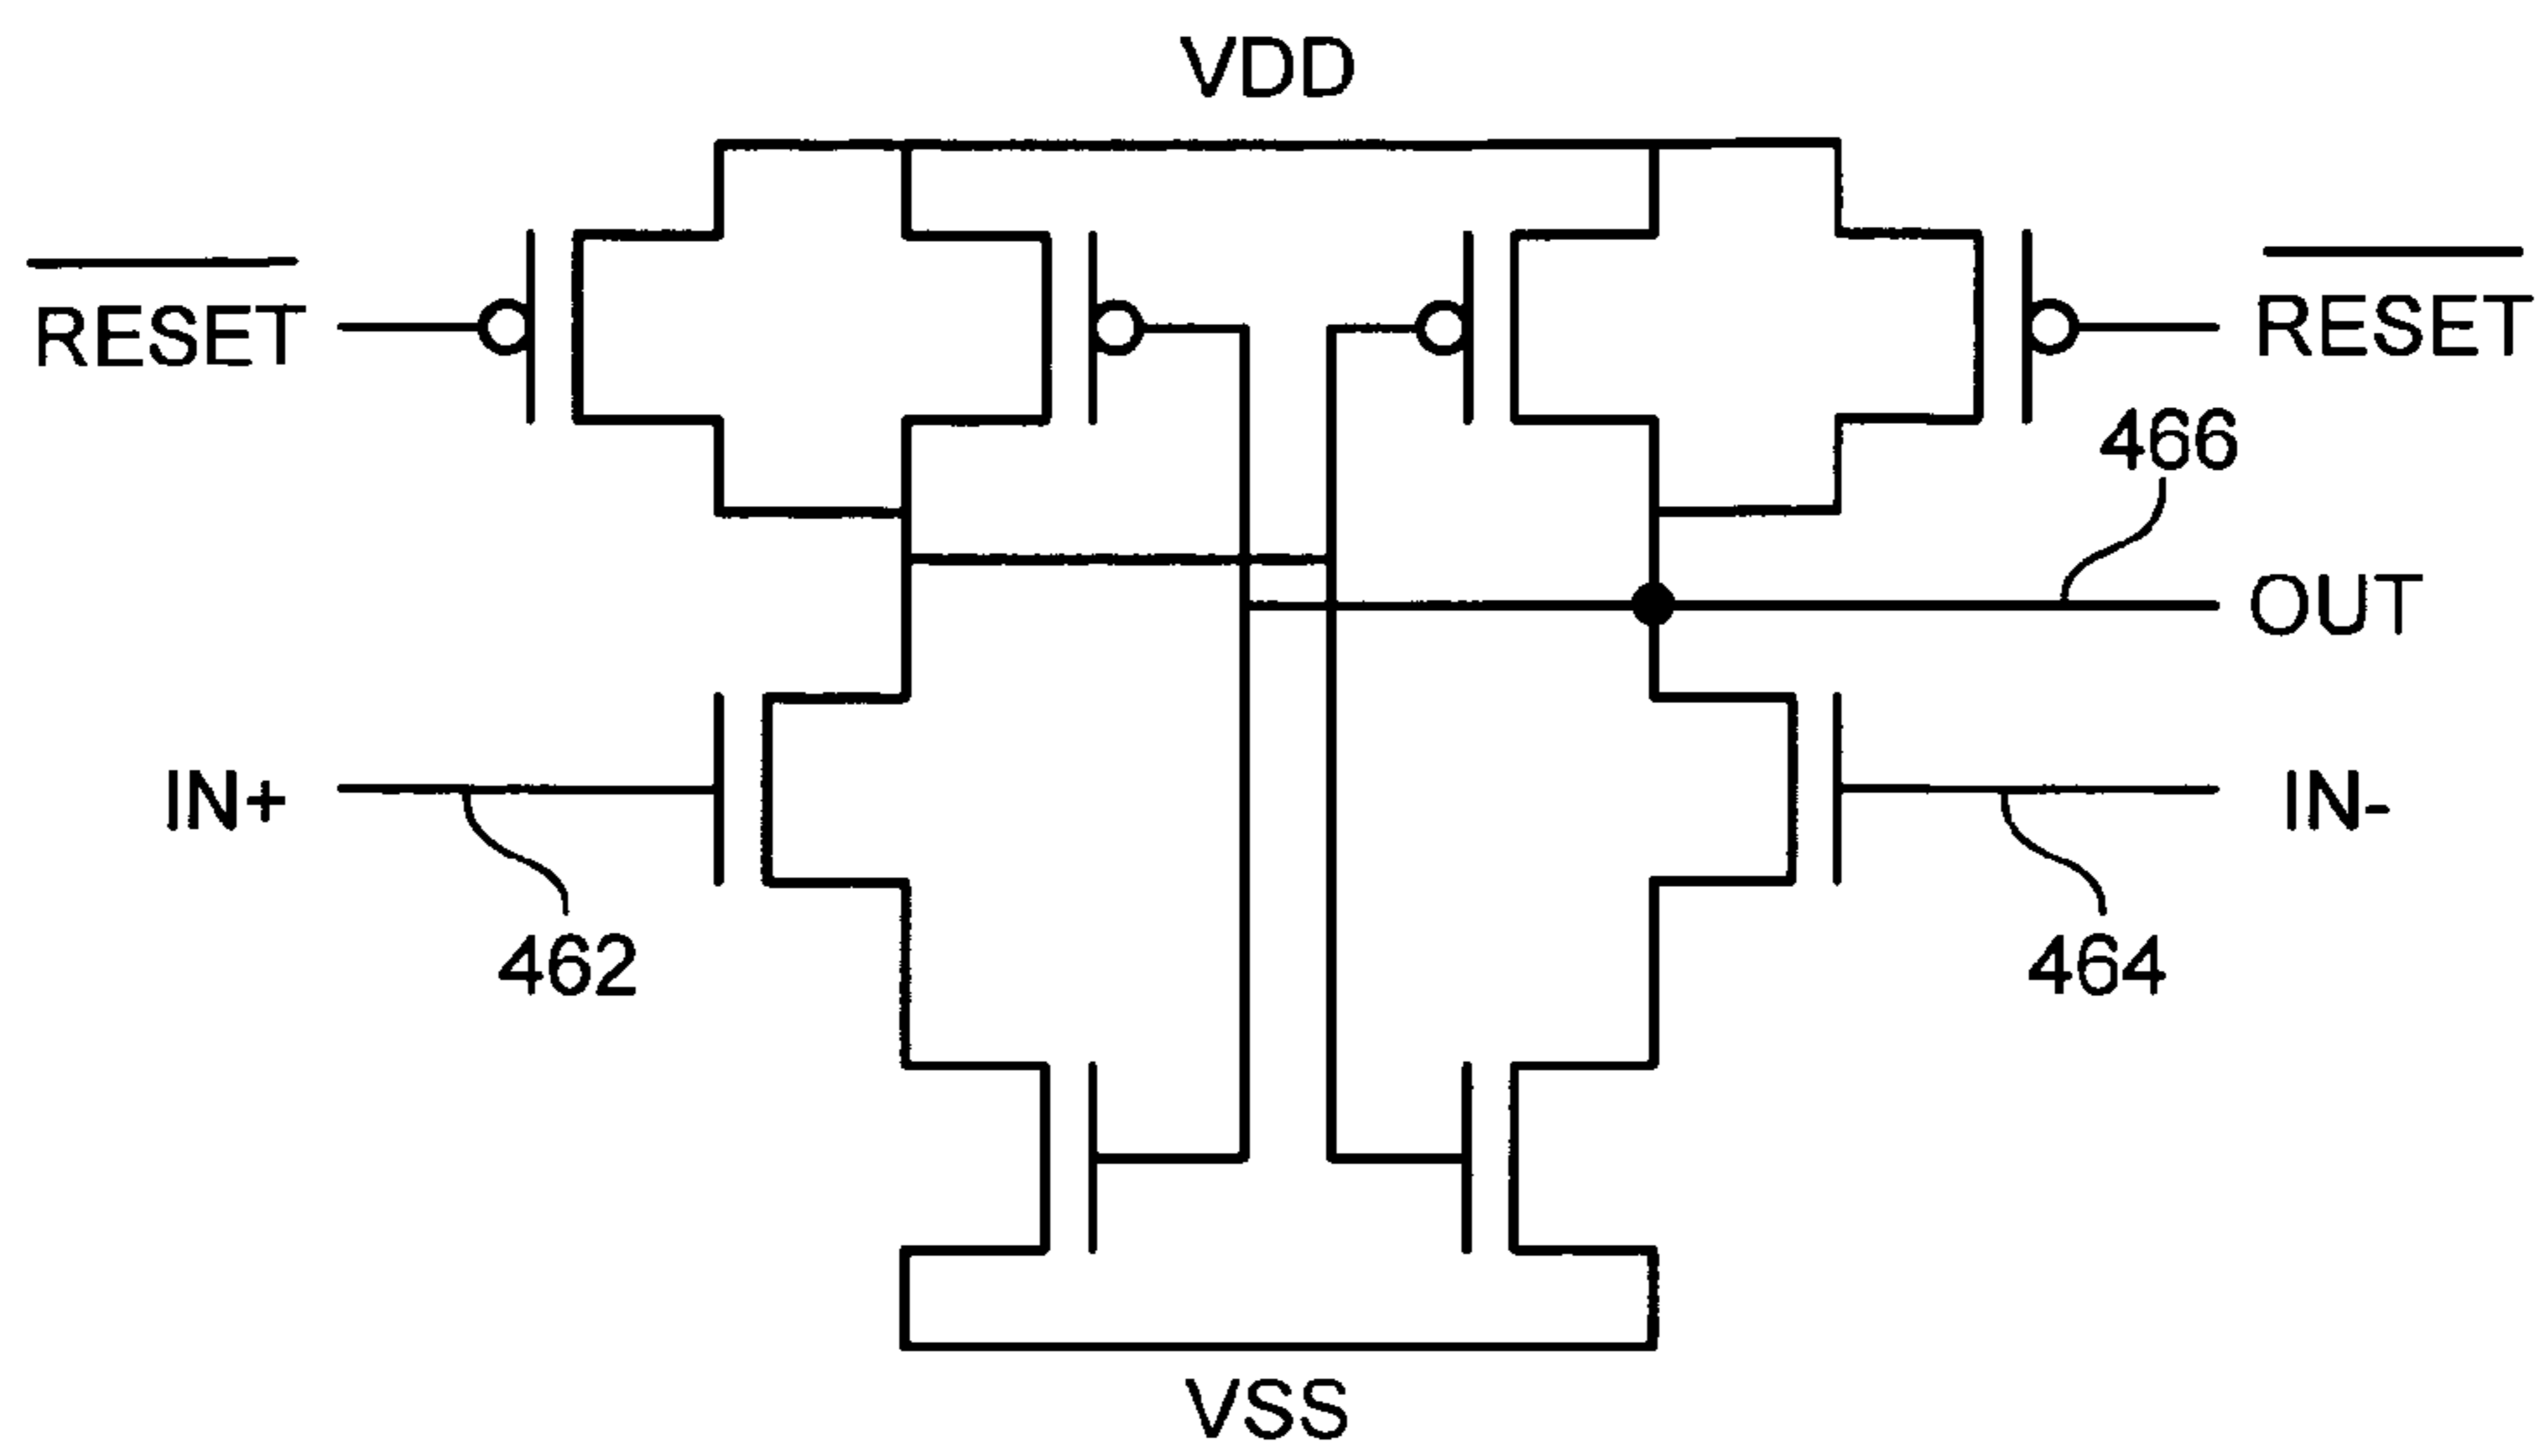 VDD
RESET
RESET
466
OUT
IN+
IN-
462
464
VSS